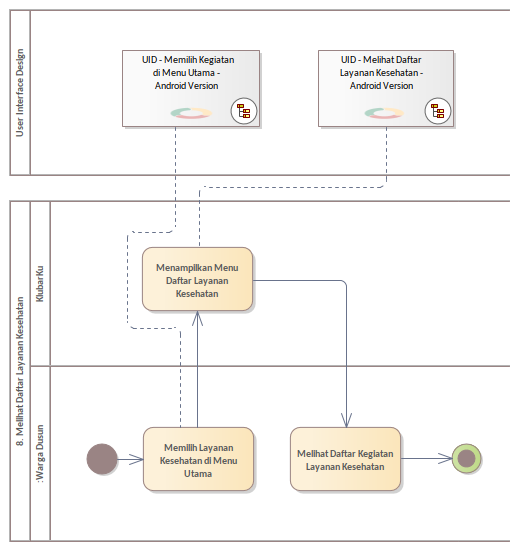 User Interface Design
UID - Memilih Kegiatan
di Menu Utama -
Android Version
UID - Melihat Daftar
Layanan Kesehatan -
Android Version
8. Melihat Daftar Layanan Kesehatan
KlubarKu
Menampilkan Menu
Daftar Layanan
Kesehatan
:Warga Dusun
Memilih Layanan
Kesehatan di Menu
Utama
Melihat Daftar Kegiatan
Layanan Kesehatan